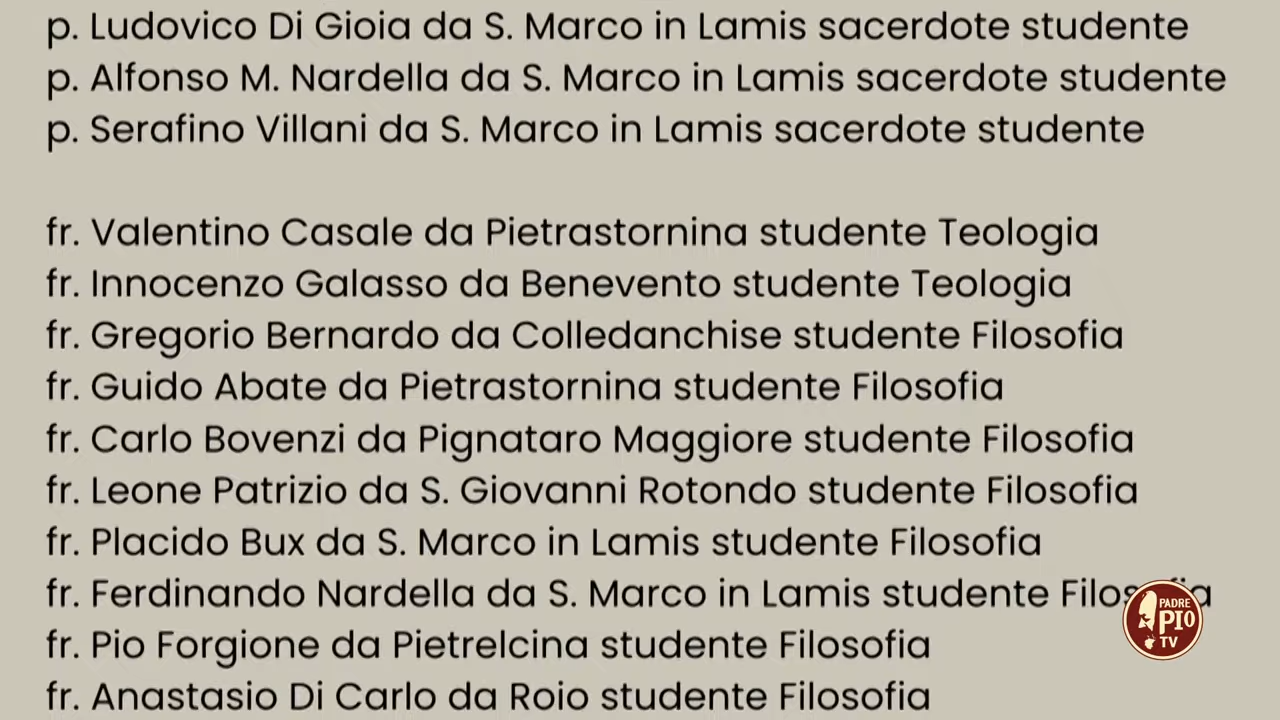 p. Ludovico Di Gioia da S. Marco in Lamis sacerdote studente
p. Alfonso M. Nardella da S. Marco in Lamis sacerdote studente
p. Serafino Villani da S. Marco in Lamis sacerdote studente
fr. Valentino Casale da Pietrastornina studente Teologia
fr. Innocenzo Galasso da Benevento studente Teologia
fr. Gregorio Bernardo da Colledanchise studente Filosofia
fr. Guido Abate da Pietrastornina studente Filosofia
fr. Carlo Bovenzi da Pignataro Maggiore studente Filosofia
fr. Leone Patrizio da S. Giovanni Rotondo studente Filosofia
fr. Placido Bux da S. Marco in Lamis studente Filosofia
fr. Ferdinando Nardella da S. Marco in Lamis studente Filosofia
fr. Pio Forgione da Pietrelcina studente Filosofia
fr. Anastasio Di Carlo da Roio studente Filosofia
PADRE
PIO
TV